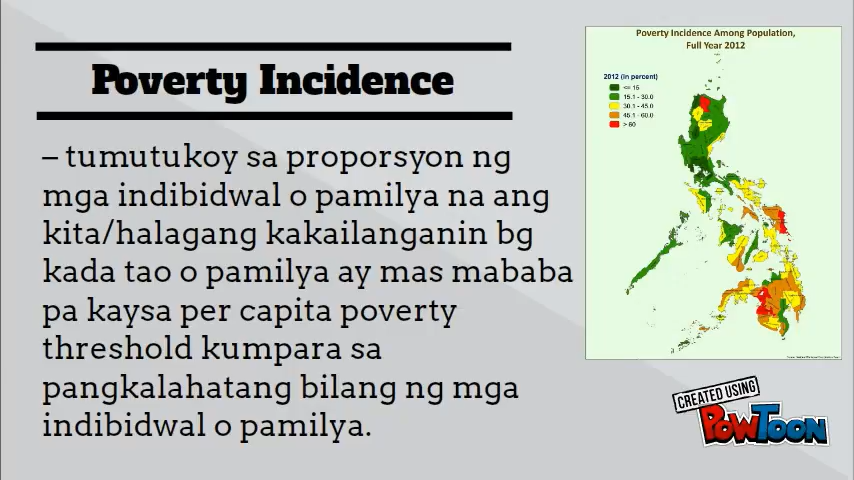 Poverty Incidence
– tumutukoy sa proporsyon ng
mga indibidwal o pamilya na ang
kita/halagang kakailanganin bg
kada tao o pamilya ay mas mababa
pa kaysa per capita poverty
threshold kumpara sa
pangkalahatang bilang ng mga
indibidwal o pamilya.
Poverty Incidence Among Population,
Full Year 2012
2012 (in percent)
<= 15
15.1 - 30.0
30.1 - 45.0
45.1 - 60.0
> 60
CREATED USING
POWTOON